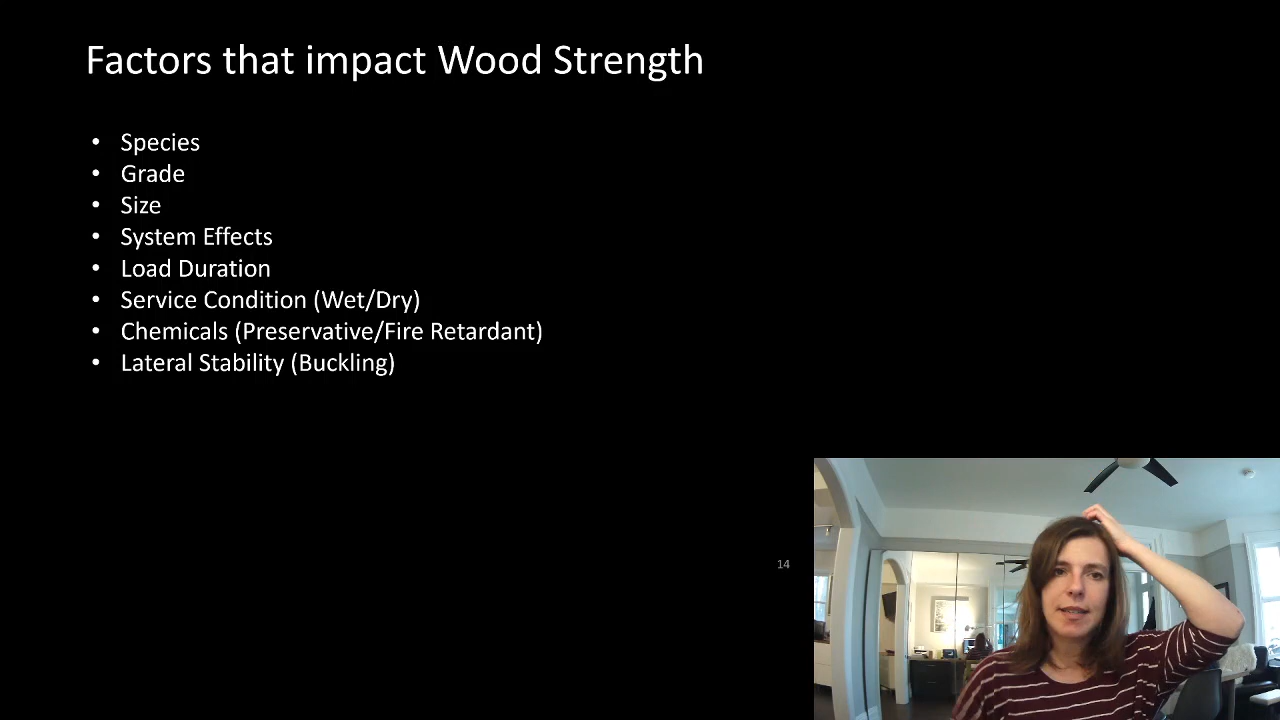 Factors that impact Wood Strength
• Species
• Grade
• Size
• System Effects
• Load Duration
• Service Condition (Wet/Dry)
• Chemicals (Preservative/Fire Retardant)
• Lateral Stability (Buckling)
14